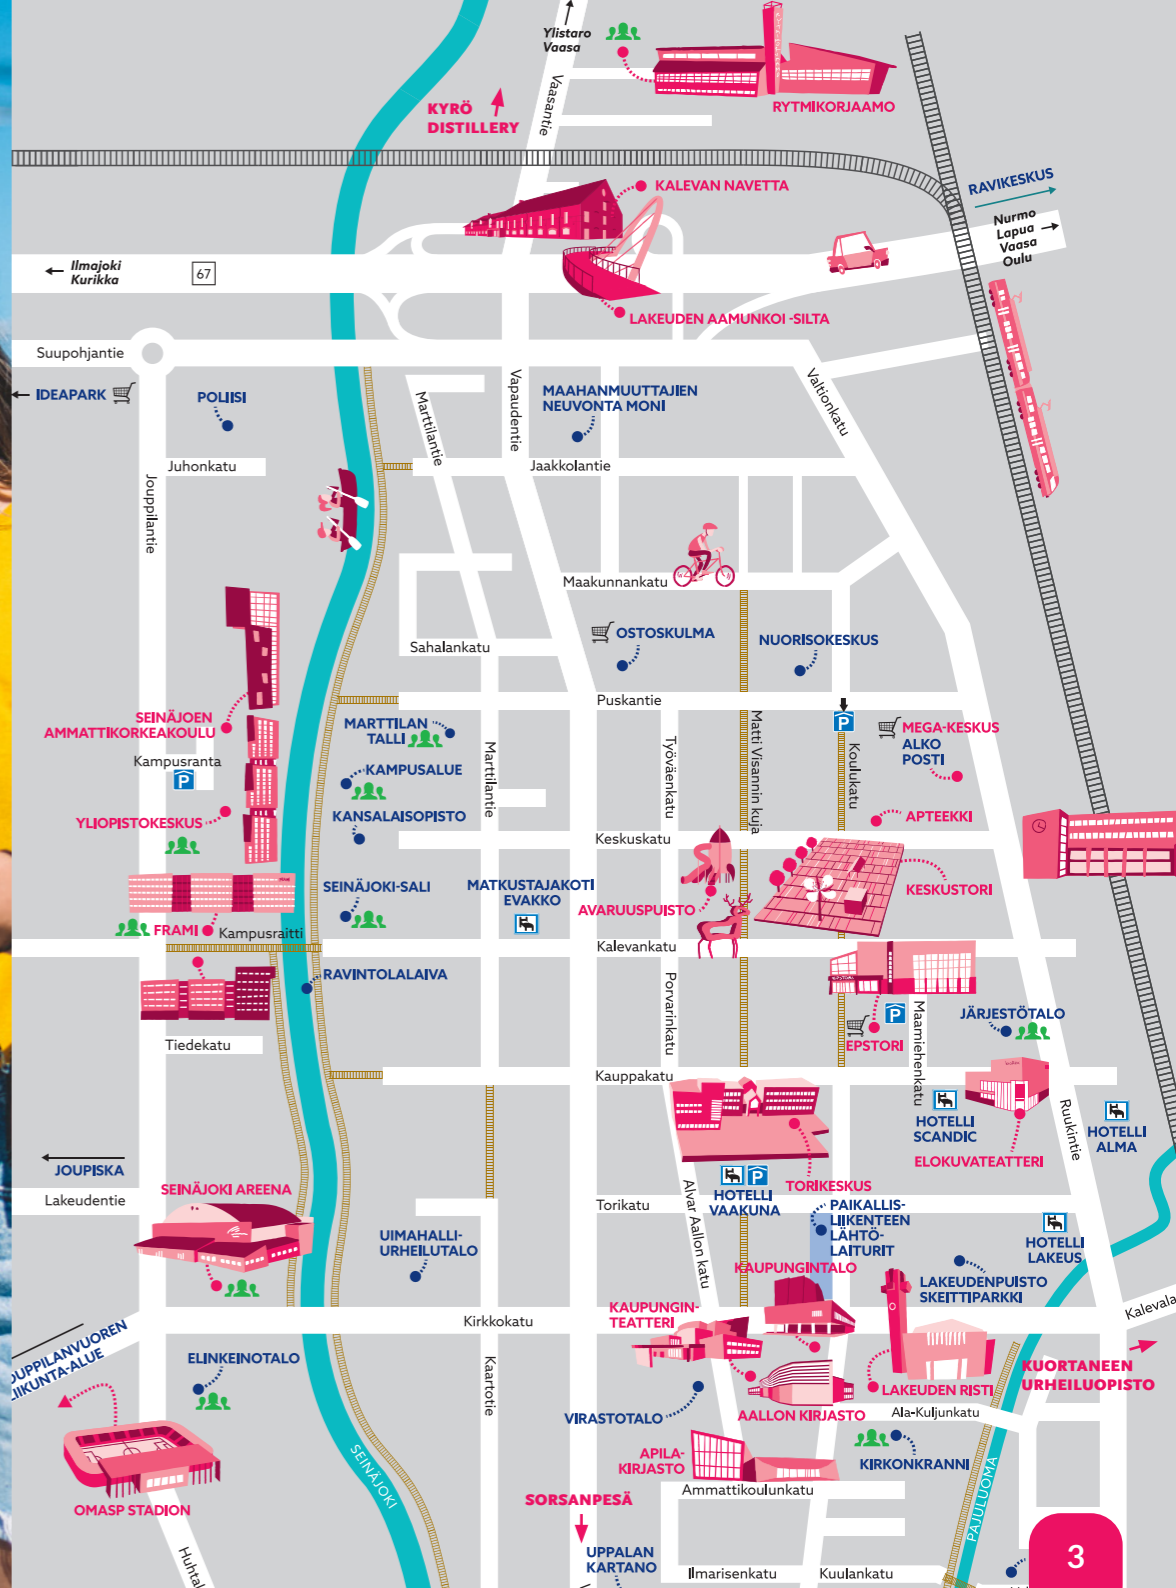 Ylistaro
Vaasa
Vaasantie
KYRÖ
DISTILLERY
RYTMIKORJAAMO
RAVIKESKUS
Nurmo
Lapua
Vaasa
Oulu
KALEVAN NAVETTA
Ilmajoki
Kurikka
67
LAKEUDEN AAMUNKOI -SILTA
Suupohjantie
IDEAPARK
POLIISI
MAAHANMUUTTAJIEN
NEUVONTA MONI
Marttilantie
Vapaudentie
Valtionkatu
Juhonkatu
Jaakkolantie
Jouppilantie
Maakunnankatu
OSTOSKULMA
NUORISOKESKUS
Sahalankatu
Puskantie
SEINÄJOEN
AMMATTIKORKEAKOULU
MARTTILAN
TALLI
Marttilantie
Työväenkatu
Matti Visannin kuja
Koulukatu
P
MEGA-KESKUS
ALKO
POSTI
Kampusranta
P
KAMPUSALUE
YLIOPISTOKESKUS
KANSALAISOPISTO
APTEEKKI
Keskuskatu
SEINÄJOKI-SALI
MATKUSTAJAKOTI
EVAKKO
KESKUSTORI
AVARUUSPUISTO
FRAMI
Kampusraitti
Kalevankatu
RAVINTOLALAIVA
Porvarinkatu
EPSTORI
P
Maamiehenkatu
JÄRJESTÖTALO
Tiedekatu
Kauppakatu
HOTELLI
SCANDIC
Ruukintie
HOTELLI
ALMA
ELOKUVATEATTERI
JOUPISKA
Lakeudentie
SEINÄJOKI AREENA
P
HOTELLI
VAAKUNA
TORIKESKUS
Alvar Aallon katu
Torikatu
PAIKALLIS-
LIIKENTEEN
LÄHTÖ-
LAITURIT
UIMAHALLI-
URHEILUTALO
HOTELLI
LAKEUS
KAUPUNGINTALO
LAKEUDENPUISTO
SKEITTIPARKKI
KAUPUNGIN-
TEATTERI
Kirkkokatu
Kalevala
OUPPILANVUOREN
IIKUNTA-ALUE
ELINKEINOTALO
Kaartotie
KUORTANEEN
URHEILUOPISTO
LAKEUDEN RISTI
VIRASTOTALO
AALLON KIRJASTO
Ala-Kuljunkatu
APILA-
KIRJASTO
KIRKONKRANNI
SEINÄJOKI
PAJULUOMA
Ammattikoulunkatu
OMASP STADION
SORSANPESÄ
Huhtal
UPPALAN
KARTANO
Ilmarisenkatu
Kuulankatu
3